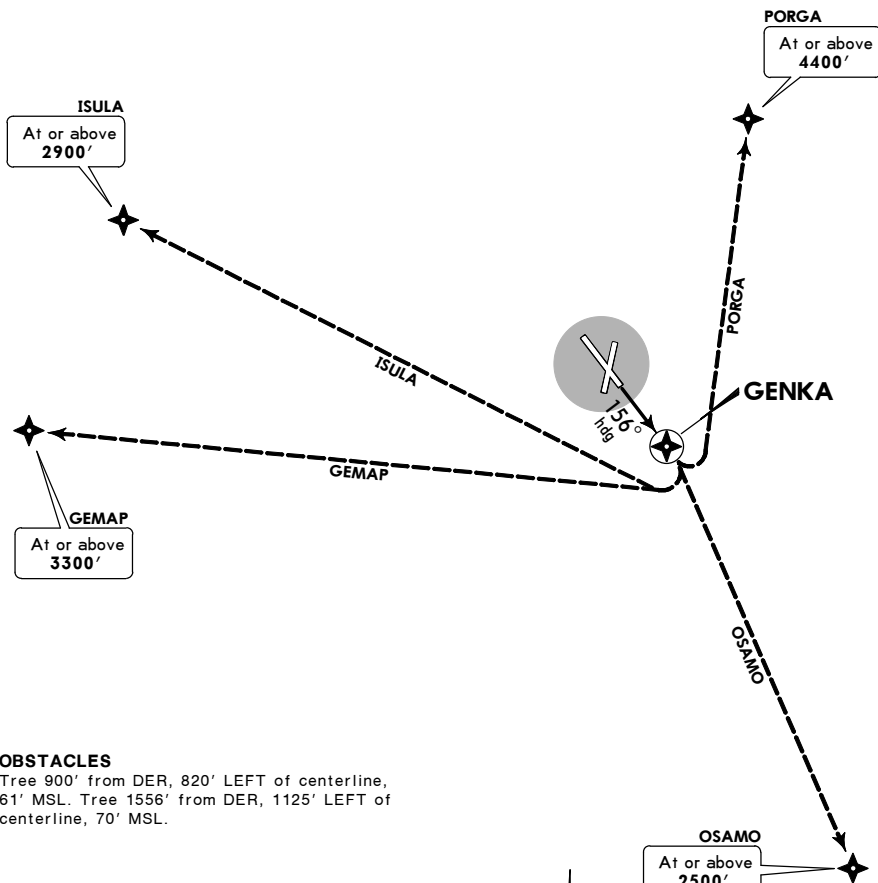 PORGA
At or above
4400′
ISULA
At or above
2900′
PORGA
ISULA
156°
hdg
GENKA
GEMAP
GEMAP
At or above
3300′
OSAMO
OBSTACLES
Tree 900′ from DER, 820′ LEFT of centerline,
61′ MSL. Tree 1556′ from DER, 1125′ LEFT of
centerline, 70′ MSL.
OSAMO
At or above
2500′